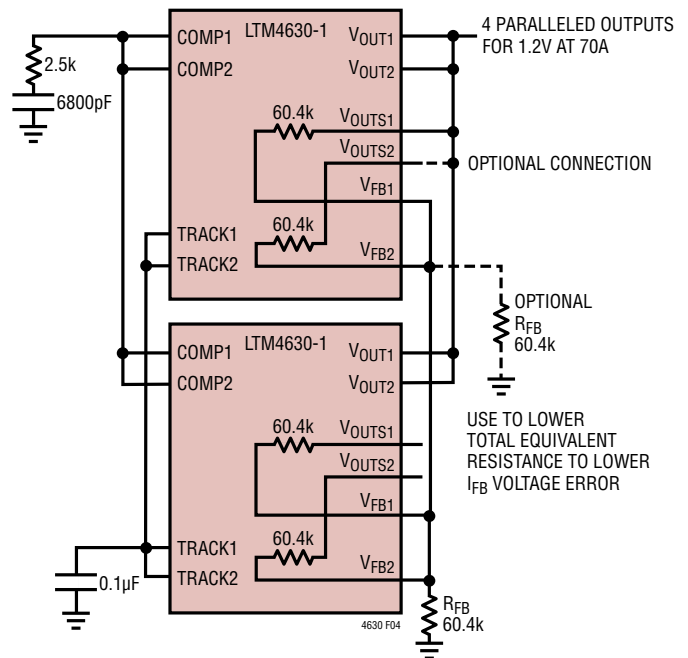 4 PARALLELED OUTPUTS
FOR 1.2V AT 70A
LTM4630-1
COMP1
COMP2
VOUT1
VOUT2
2.5k
6800pF
60.4k
VOUTS1
VOUTS2
OPTIONAL CONNECTION
VFB1
60.4k
TRACK1
TRACK2
VFB2
OPTIONAL
RFB
60.4k
LTM4630-1
COMP1
COMP2
VOUT1
VOUT2
USE TO LOWER
TOTAL EQUIVALENT
RESISTANCE TO LOWER
IFB VOLTAGE ERROR
60.4k
VOUTS1
VOUTS2
VFB1
60.4k
TRACK1
TRACK2
VFB2
0.1µF
RFB
60.4k
4630 F04